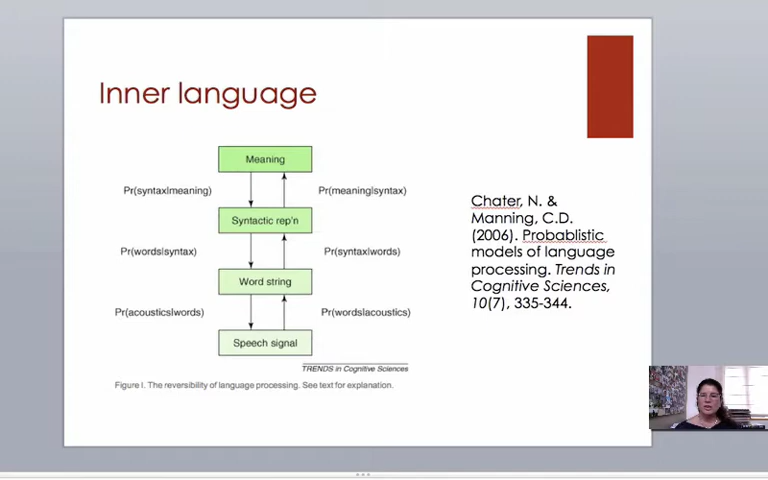 Inner language
Meaning
Pr(syntax|meaning)
Pr(meaning|syntax)
Syntactic rep'n
Pr(words|syntax)
Pr(syntax|words)
Word string
Pr(acoustics|words)
Pr(words|acoustics)
Speech signal
TRENDS in Cognitive Sciences
Figure I. The reversibility of language processing. See text for explanation.
Chater, N. &
Manning, C.D.
(2006). Probablistic
models of language
processing. Trends in
Cognitive Sciences,
10(7), 335-344.